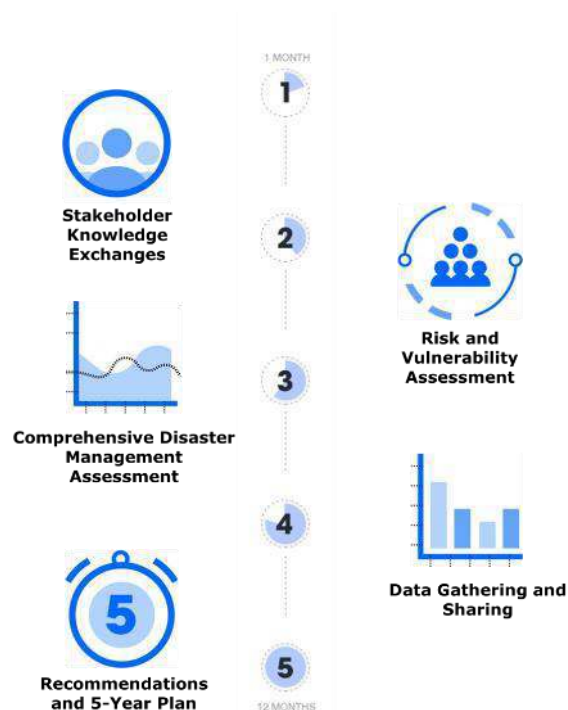 1 MONTH
1
Stakeholder
Knowledge
Exchanges
2
Risk and
Vulnerability
Assessment
3
Comprehensive Disaster
Management
Assessment
4
Data Gathering and
Sharing
5
Recommendations
and 5-Year Plan
5
12 MONTHS